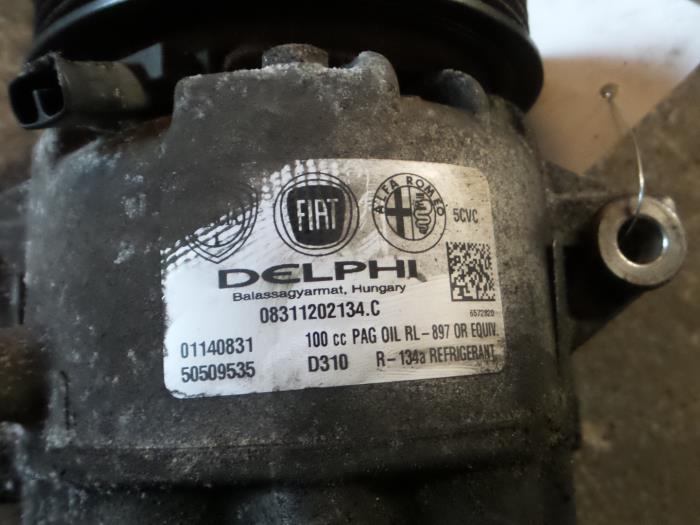 FIAT
ALFA ROMEO
5CVC
DELPHI
Balassagyarmat, Hungary
08311202134.C
6572820
01140831
100 cc PAG OIL RL-897 OR EQUIV.
50509535
D310
R-134a REFRIGERANT